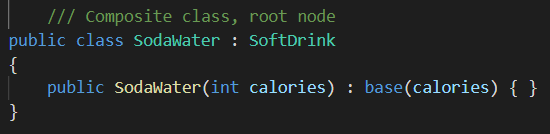 /// Composite class, root node
public class SodaWater : SoftDrink
{
public SodaWater(int calories) : base(calories) { }
}